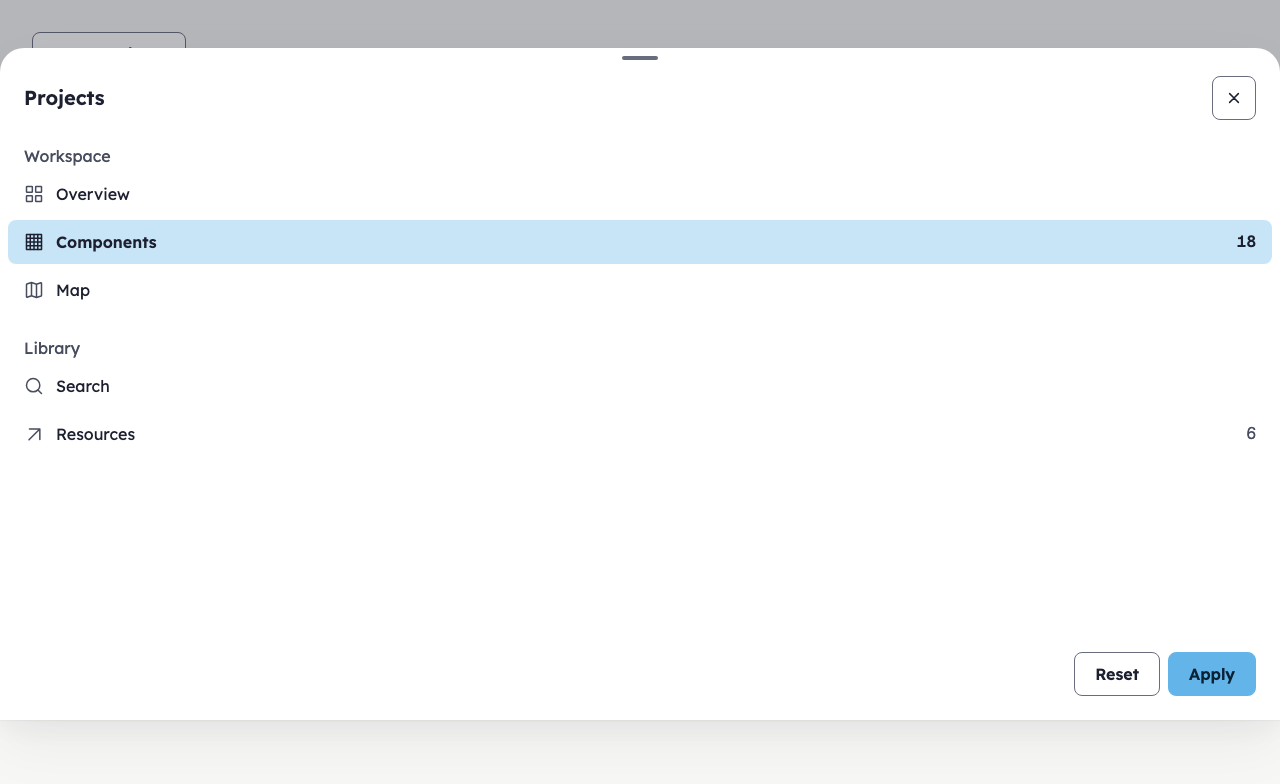 Projects
Workspace
Overview
Components 18
Map
Library
Search
Resources 6
Reset Apply